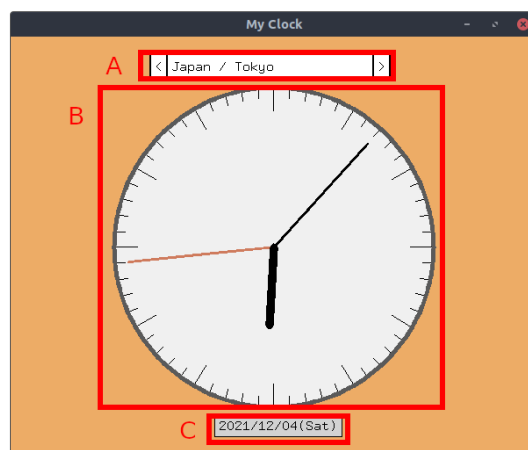 My Clock
A
< Japan / Tokyo >
B
C
2021/12/04(Sat)